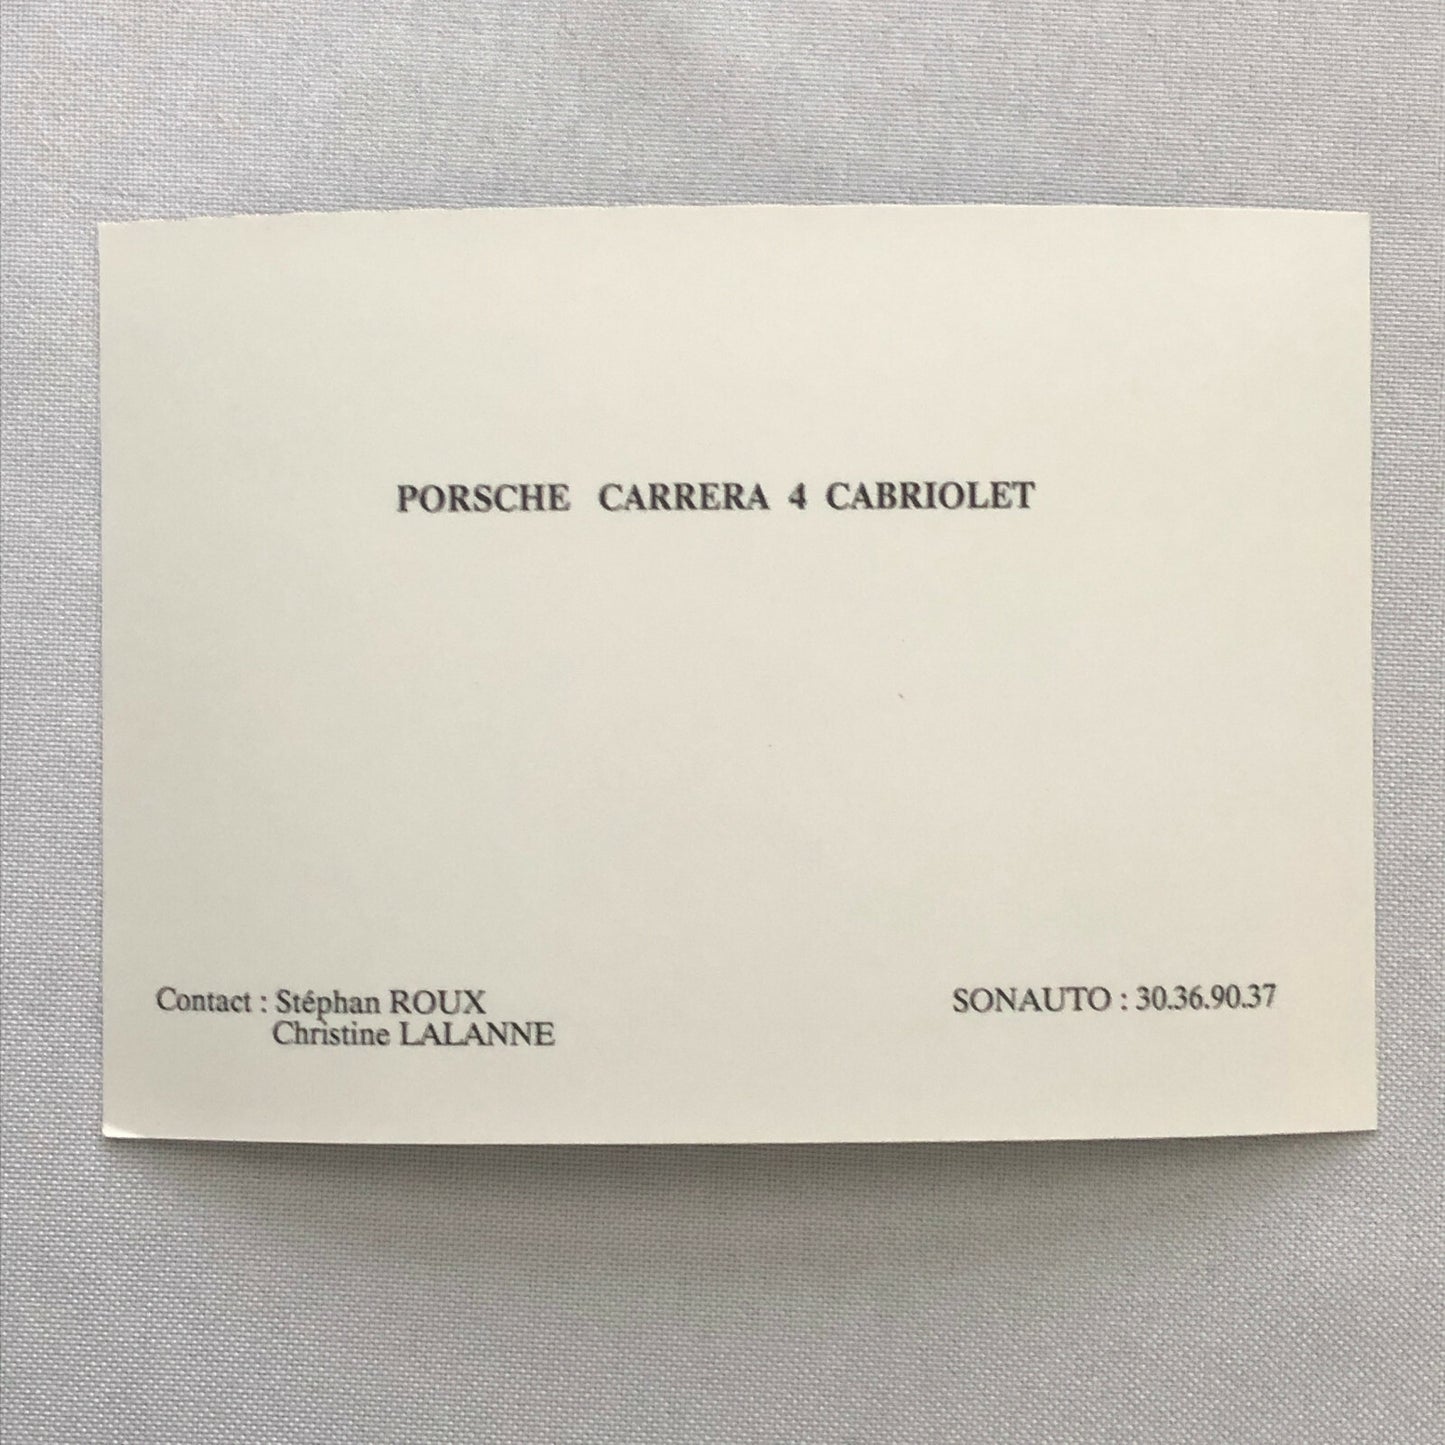 PORSCHE CARRERA 4 CABRIOLET
Contact : Stéphan ROUX
Christine LALANNE
SONAUTO : 30.36.90.37